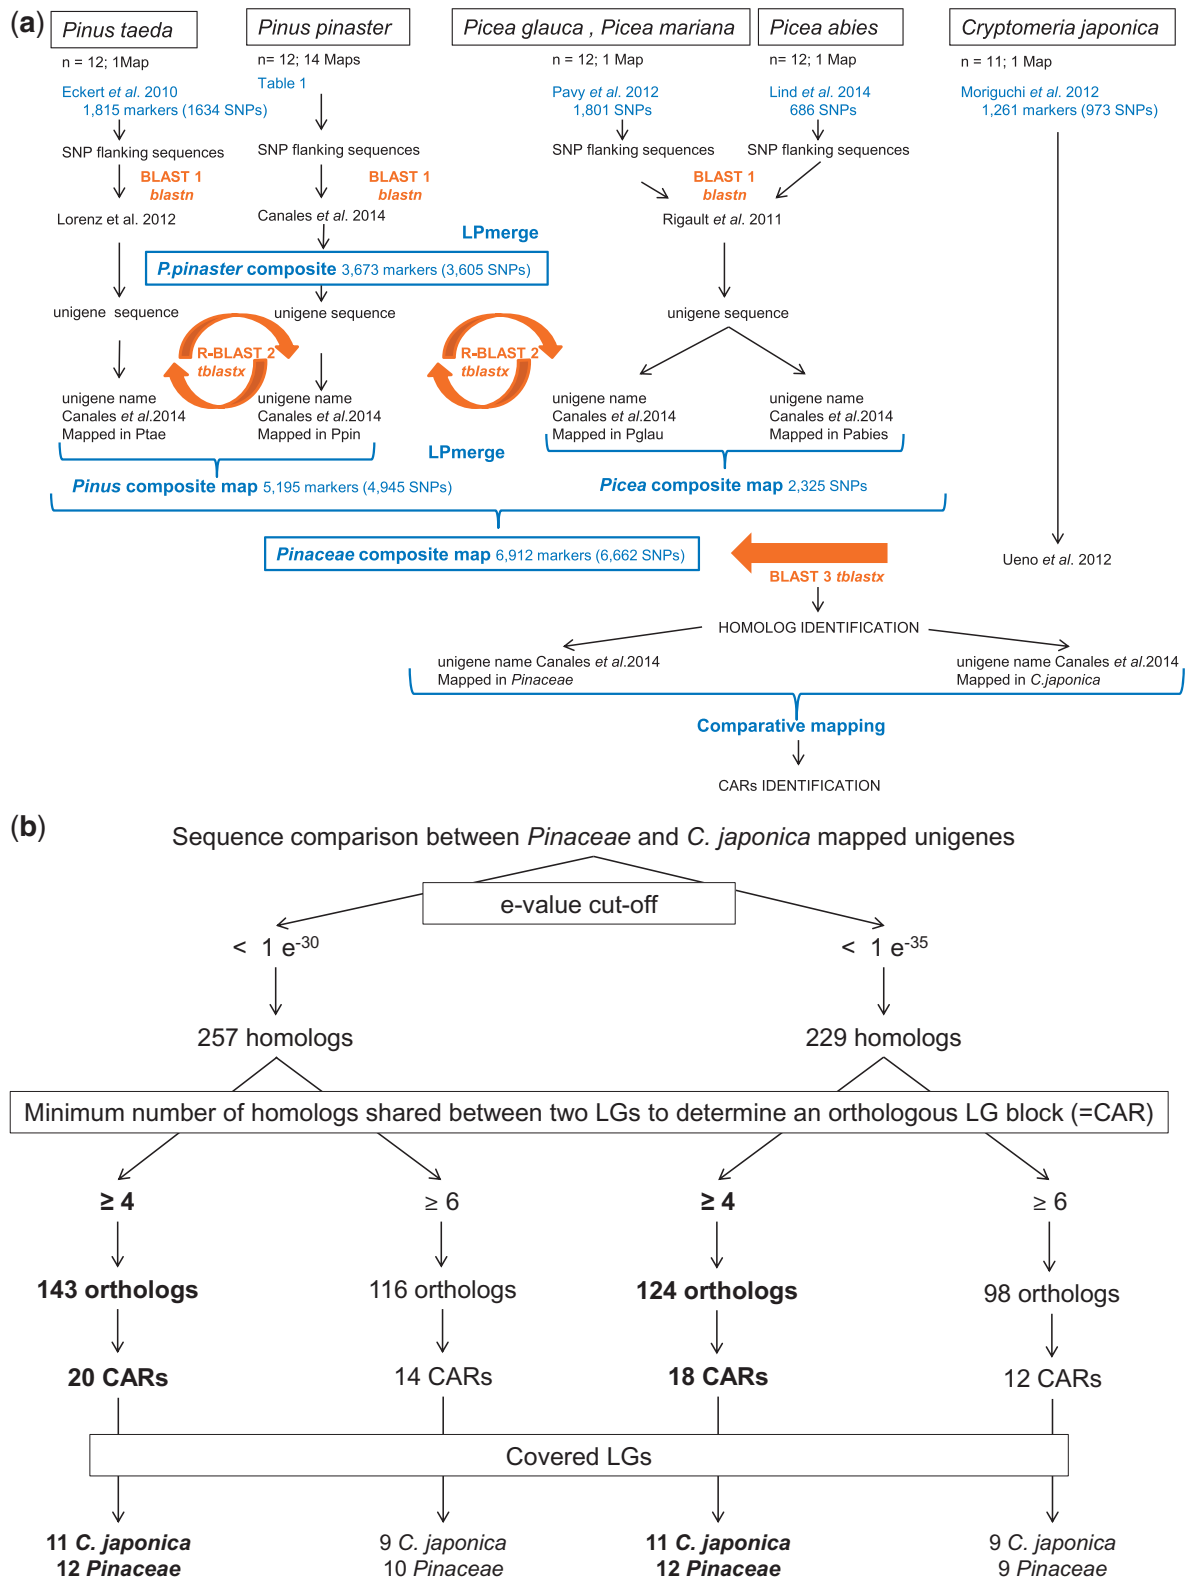 (a)
Pinus taeda
Pinus pinaster
Picea glauca , Picea mariana
Picea abies
Cryptomeria japonica
n = 12; 1Map
n= 12; 14 Maps
n = 12; 1 Map
n= 12; 1 Map
n = 11; 1 Map
Eckert et al. 2010
1,815 markers (1634 SNPs)
Table 1
Pavy et al. 2012
1,801 SNPs
Lind et al. 2014
686 SNPs
Moriguchi et al. 2012
1,261 markers (973 SNPs)
SNP flanking sequences
SNP flanking sequences
SNP flanking sequences
SNP flanking sequences
BLAST 1
blastn
BLAST 1
blastn
BLAST 1
blastn
Lorenz et al. 2012
Canales et al. 2014
Rigault et al. 2011
LPmerge
P.pinaster composite 3,673 markers (3,605 SNPs)
unigene sequence
unigene sequence
unigene sequence
R-BLAST 2
tblastx
R-BLAST 2
tblastx
unigene name
Canales et al.2014
Mapped in Ptae
unigene name
Canales et al.2014
Mapped in Ppin
unigene name
Canales et al.2014
Mapped in Pglau
unigene name
Canales et al.2014
Mapped in Pabies
LPmerge
Pinus composite map 5,195 markers (4,945 SNPs)
Picea composite map 2,325 SNPs
Pinaceae composite map 6,912 markers (6,662 SNPs)
BLAST 3 tblastx
Ueno et al. 2012
HOMOLOG IDENTIFICATION
unigene name Canales et al.2014
Mapped in Pinaceae
unigene name Canales et al.2014
Mapped in C.japonica
Comparative mapping
CARs IDENTIFICATION
(b)
Sequence comparison between Pinaceae and C. japonica mapped unigenes
e-value cut-off
< 1 e-30
< 1 e-35
257 homologs
229 homologs
Minimum number of homologs shared between two LGs to determine an orthologous LG block (=CAR)
≥ 4
≥ 6
≥ 4
≥ 6
143 orthologs
116 orthologs
124 orthologs
98 orthologs
20 CARs
14 CARs
18 CARs
12 CARs
Covered LGs
11 C. japonica
12 Pinaceae
9 C. japonica
10 Pinaceae
11 C. japonica
12 Pinaceae
9 C. japonica
9 Pinaceae